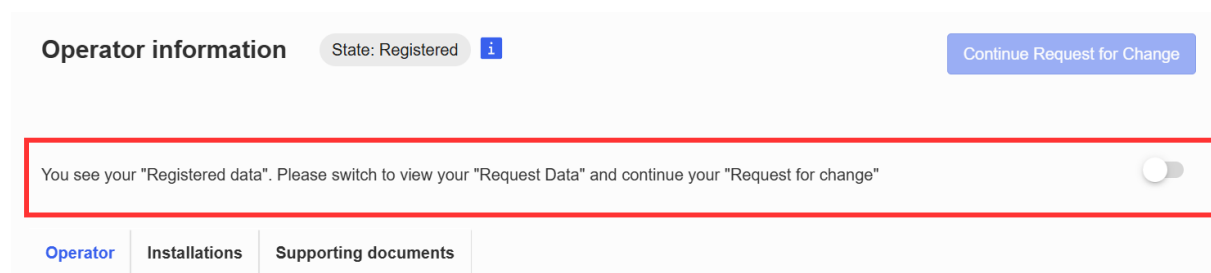 Operator information State: Registered i Continue Request for Change
You see your "Registered data". Please switch to view your "Request Data" and continue your "Request for change"
Operator Installations Supporting documents